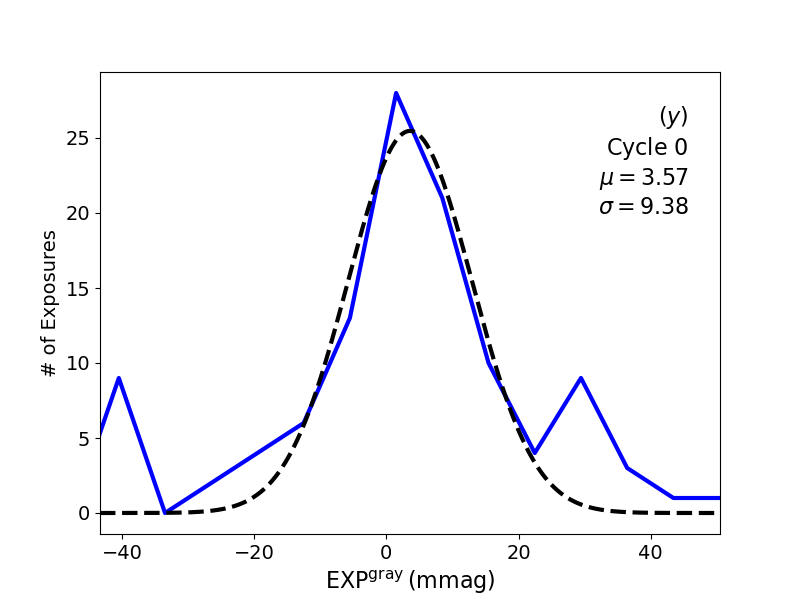 (y)
Cycle 0
μ = 3.57
σ = 9.38
25
20
15
10
5
0
# of Exposures
−40 −20 0 20 40
EXP^gray (mmag)